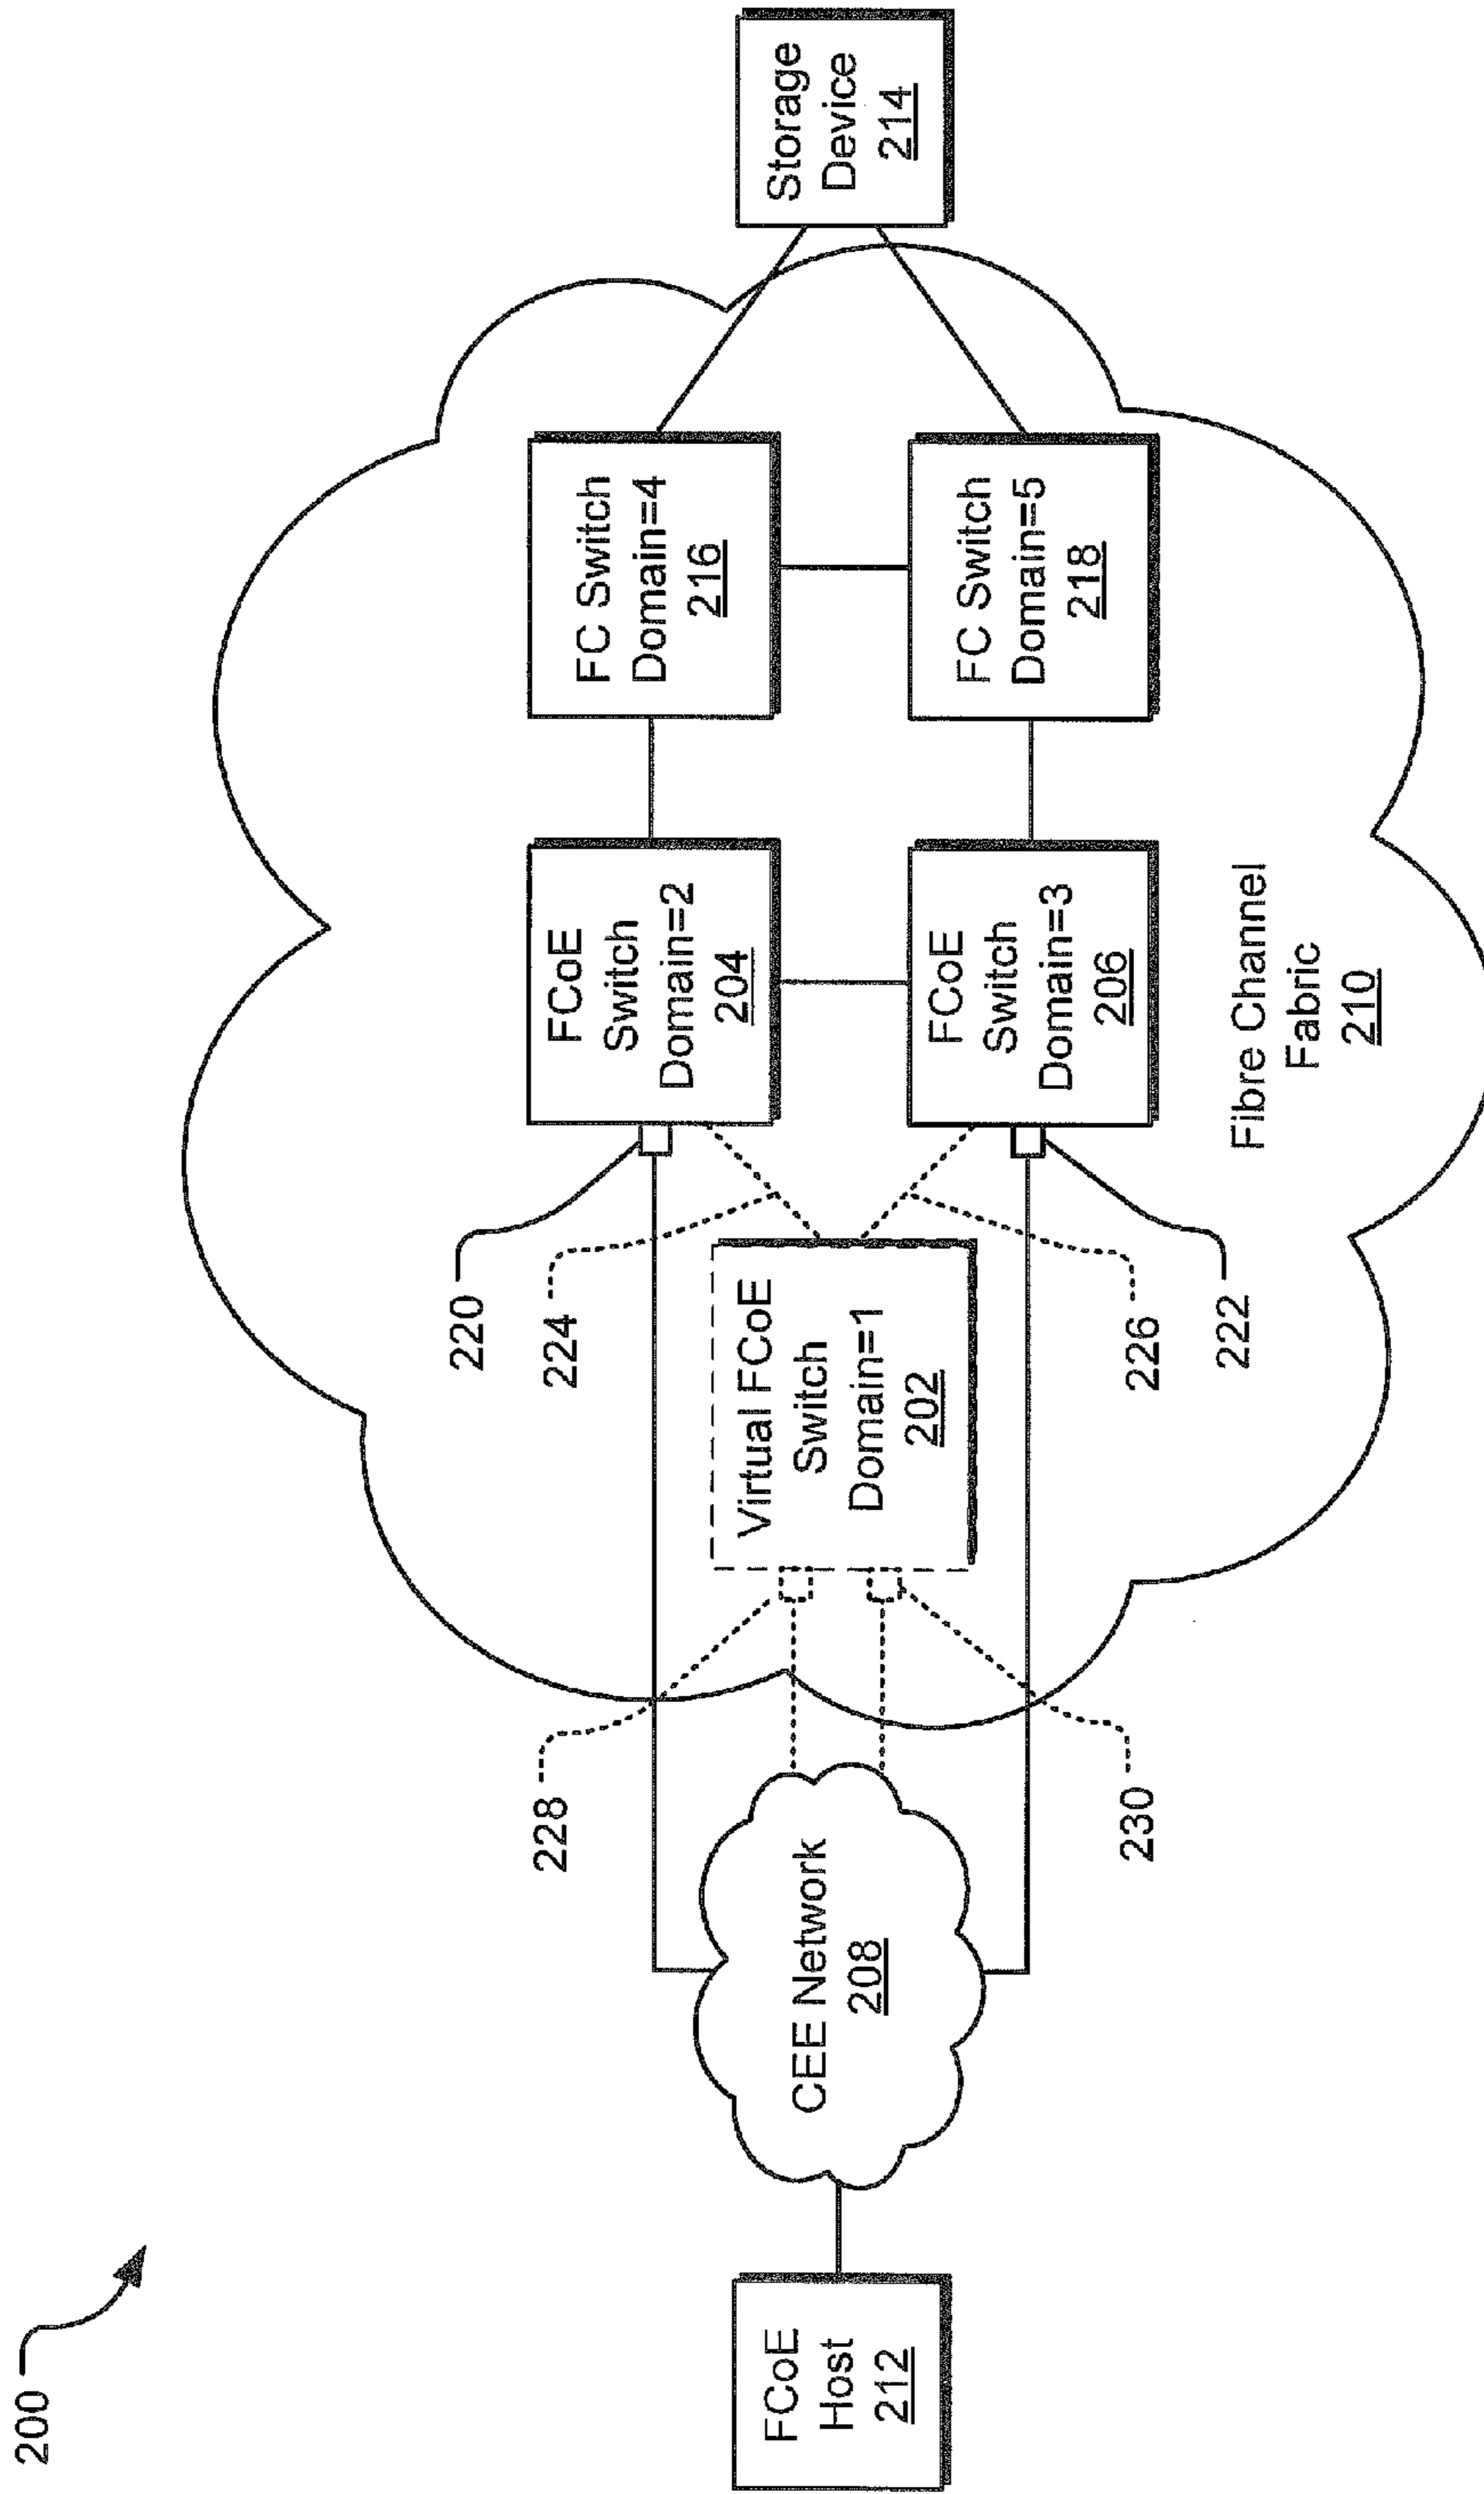 200
FCoE
Host
212
CEE Network
208
228
230
Virtual FCoE
Switch
Domain=1
202
220
224
226
222
FCoE
Switch
Domain=2
204
FCoE
Switch
Domain=3
206
FC Switch
Domain=4
216
FC Switch
Domain=5
218
Fibre Channel
Fabric
210
Storage
Device
214